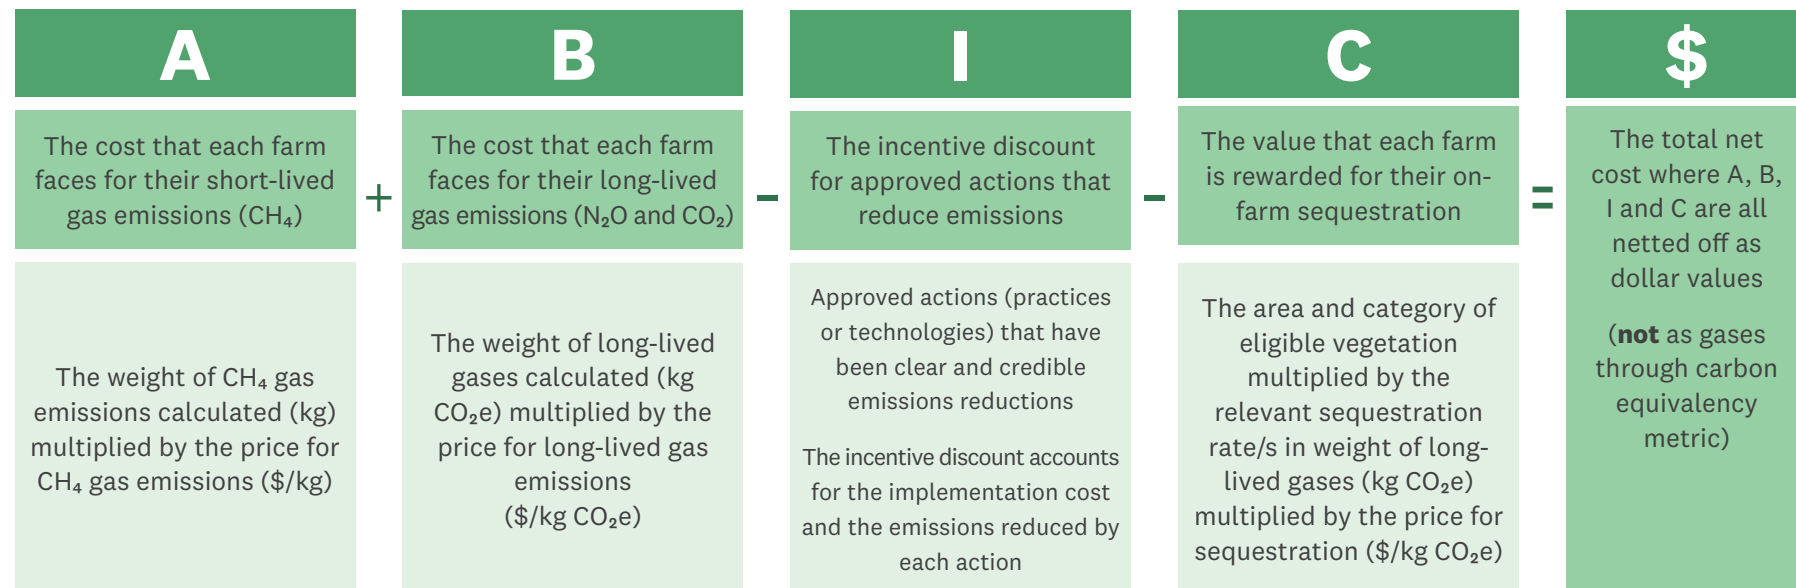 A
The cost that each farm
faces for their short-lived
gas emissions (CH₄)
The weight of CH₄ gas
emissions calculated (kg)
multiplied by the price for
CH₄ gas emissions ($/kg)
+
B
The cost that each farm
faces for their long-lived
gas emissions (N₂O and CO₂)
The weight of long-lived
gases calculated (kg
CO₂e) multiplied by the
price for long-lived gas
emissions
($/kg CO₂e)
–
I
The incentive discount
for approved actions that
reduce emissions
Approved actions (practices
or technologies) that have
been clear and credible
emissions reductions
The incentive discount accounts
for the implementation cost
and the emissions reduced by
each action
–
C
The value that each farm
is rewarded for their on-
farm sequestration
The area and category of
eligible vegetation
multiplied by the
relevant sequestration
rate/s in weight of long-
lived gases (kg CO₂e)
multiplied by the price for
sequestration ($/kg CO₂e)
=
$
The total net
cost where A, B,
I and C are all
netted off as
dollar values
(not as gases
through carbon
equivalency
metric)